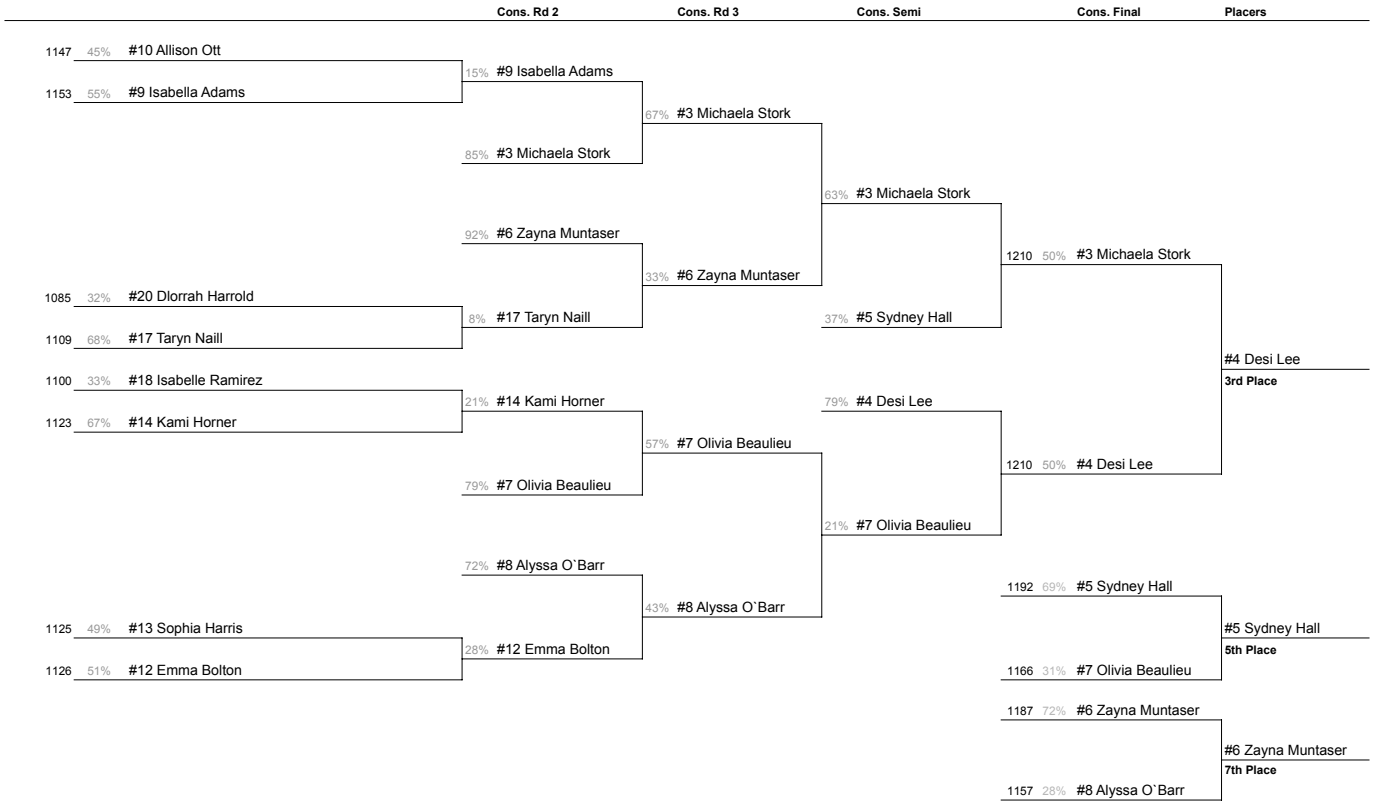 Cons. Rd 2 Cons. Rd 3 Cons. Semi Cons. Final Placers
1147 45% #10 Allison Ott
15% #9 Isabella Adams
1153 55% #9 Isabella Adams
67% #3 Michaela Stork
85% #3 Michaela Stork
63% #3 Michaela Stork
92% #6 Zayna Muntaser
1210 50% #3 Michaela Stork
33% #6 Zayna Muntaser
1085 32% #20 Dlorrah Harrold
8% #17 Taryn Naill
37% #5 Sydney Hall
1109 68% #17 Taryn Naill
#4 Desi Lee
3rd Place
1100 33% #18 Isabelle Ramirez
21% #14 Kami Horner
79% #4 Desi Lee
1123 67% #14 Kami Horner
57% #7 Olivia Beaulieu
1210 50% #4 Desi Lee
79% #7 Olivia Beaulieu
21% #7 Olivia Beaulieu
72% #8 Alyssa O`Barr
1192 69% #5 Sydney Hall
43% #8 Alyssa O`Barr
1125 49% #13 Sophia Harris
#5 Sydney Hall
28% #12 Emma Bolton
5th Place
1126 51% #12 Emma Bolton
1166 31% #7 Olivia Beaulieu
1187 72% #6 Zayna Muntaser
#6 Zayna Muntaser
7th Place
1157 28% #8 Alyssa O`Barr